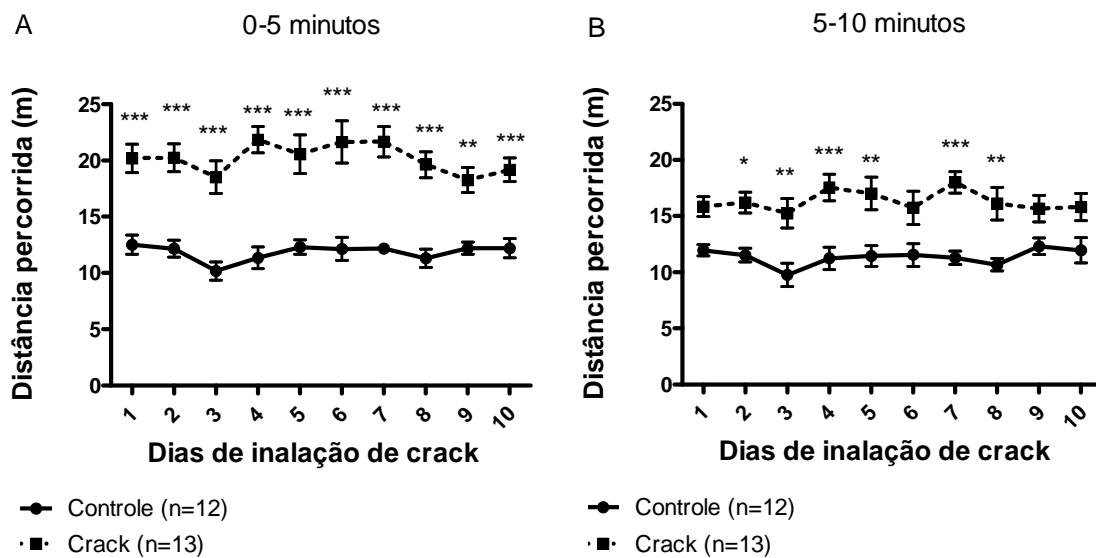 A
0-5 minutos
Distância percorrida (m)
25
20
15
10
5
0
*** *** *** *** *** *** *** *** ** ***
1 2 3 4 5 6 7 8 9 10
Dias de inalação de crack
Controle (n=12)
Crack (n=13)
B
5-10 minutos
Distância percorrida (m)
25
20
15
10
5
0
* ** *** ** *** **
1 2 3 4 5 6 7 8 9 10
Dias de inalação de crack
Controle (n=12)
Crack (n=13)